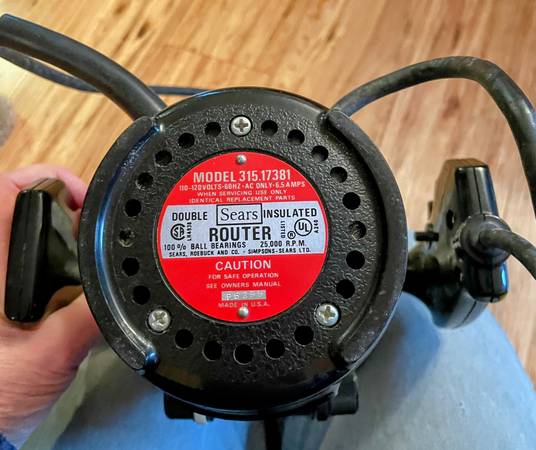 MODEL 315.17381
110-120 VOLTS-60HZ-AC ONLY-6.5 AMPS
WHEN SERVICING USE ONLY
IDENTICAL REPLACEMENT PARTS
DOUBLE Sears INSULATED
ROUTER
100% BALL BEARINGS 25,000 R.P.M.
SEARS, ROEBUCK AND CO. - SIMPSONS-SEARS LTD.
CAUTION
FOR SAFE OPERATION
SEE OWNERS MANUAL
MADE IN U.S.A.